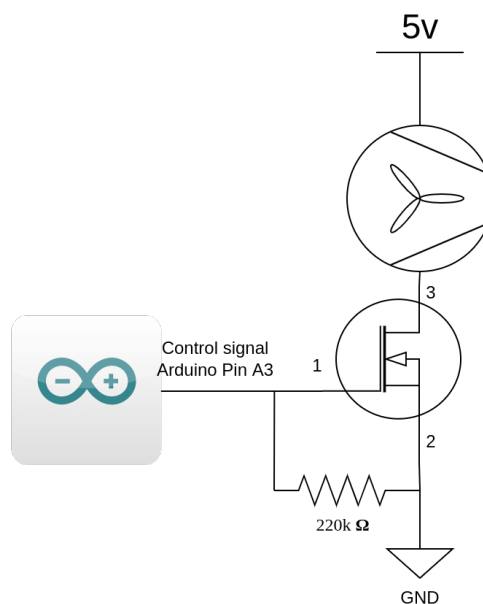 5v
3
Control signal
Arduino Pin A3
1
2
220k Ω
GND